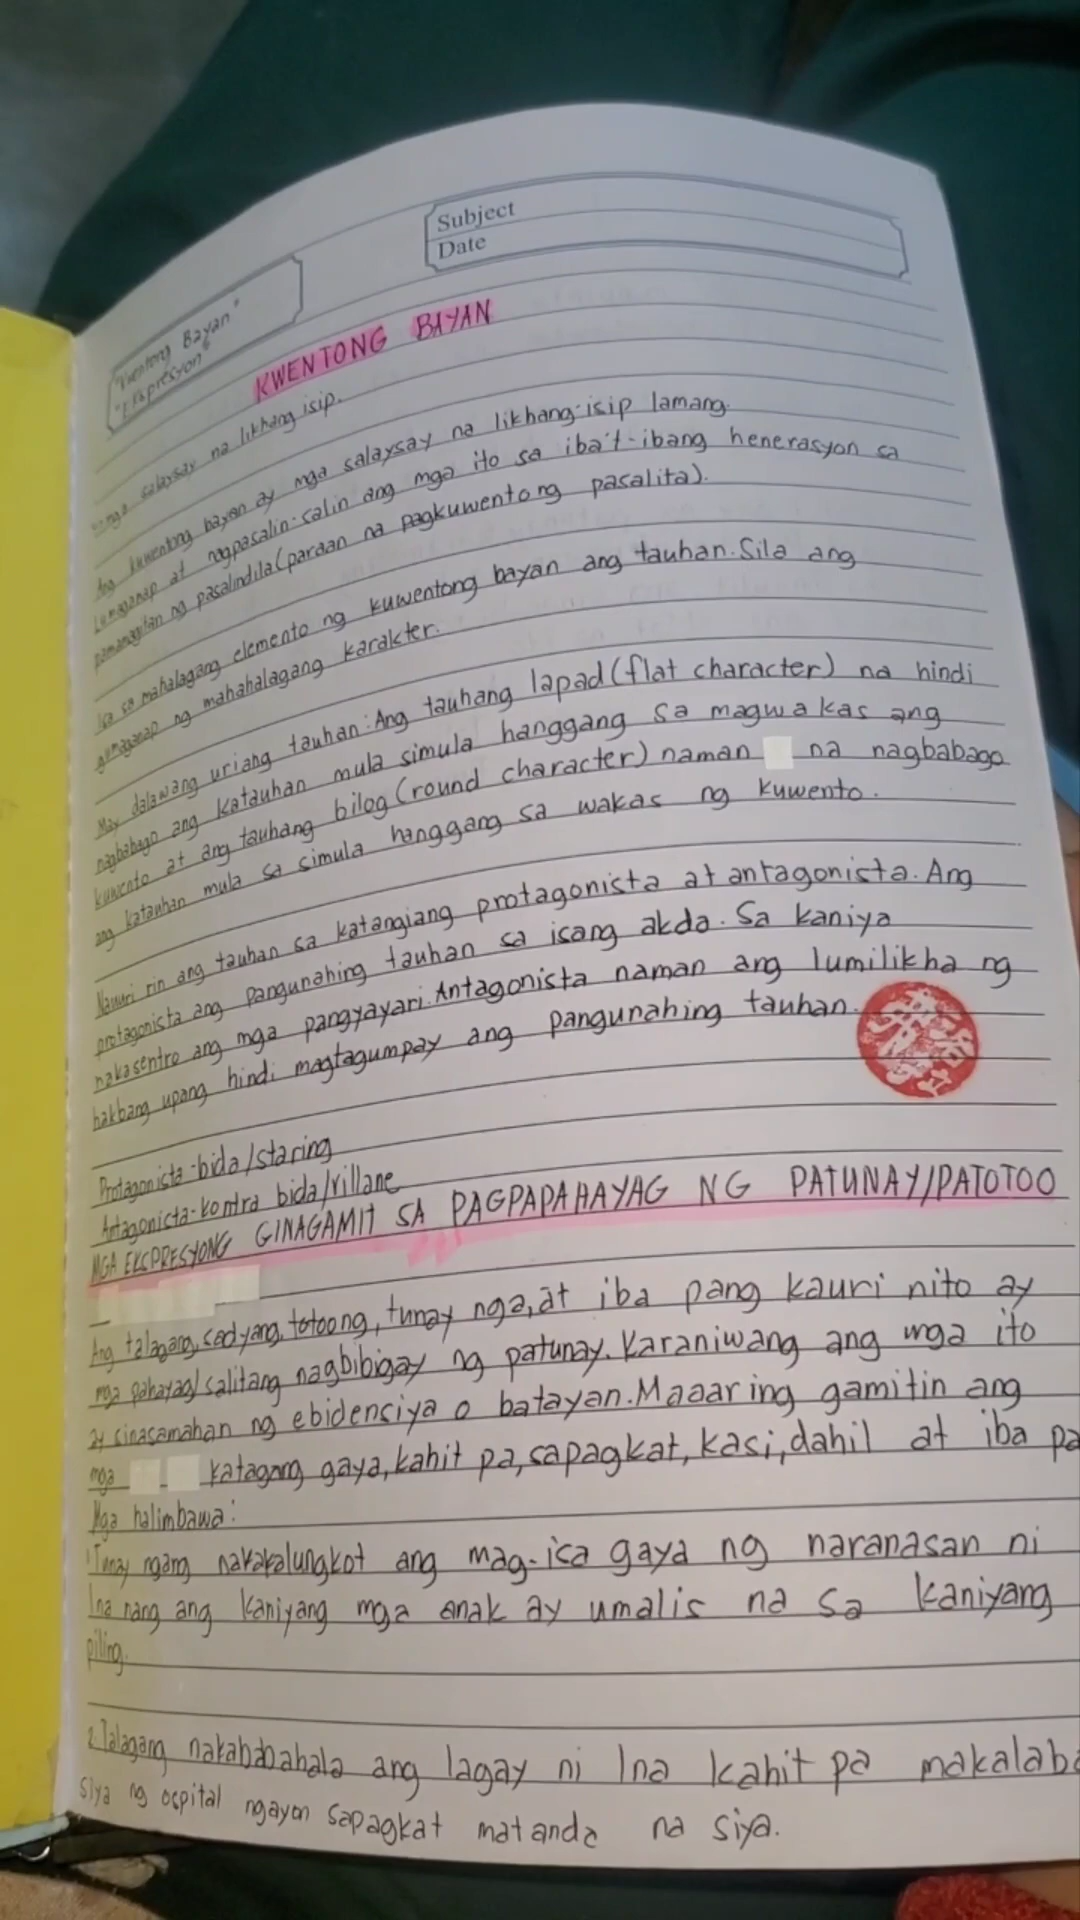 Subject
Date
"Kwentong Bayan"
"Ekspresyon"
KWENTONG BAYAN
mga salaysay na likhang isip.
Ang kuwentong bayan ay mga salaysay na likhang-isip lamang.
Lumaganap at nagpasalin-salin ang mga ito sa iba't-ibang henerasyon sa
pamamagitan ng pasalindila (paraan na pagkuwentong pasalita).
Isa sa mahalagang elemento ng kuwentong bayan ang tauhan. Sila ang
gumaganap ng mahahalagang karakter.
May dalawang uriang tauhan: Ang tauhang lapad (flat character) na hindi
nagbabago ang katauhan mula simula hanggang sa magwakas ang
kuwento at ang tauhang bilog (round character) naman na nagbabago
ang katauhan mula sa simula hanggang sa wakas ng kuwento.
Nauuri rin ang tauhan sa katangiang protagonista at antagonista. Ang
protagonista ang pangunahing tauhan sa isang akda. Sa kaniya
nakasentro ang mga pangyayari. Antagonista naman ang lumilikha ng
hakbang upang hindi magtagumpay ang pangunahing tauhan.
Protagonista-bida/staring
Antagonista-kontra bida/villane
MGA EKSPRESYONG GINAGAMIT SA PAGPAPAHAYAG NG PATUNAY/PATOTOO
Ang talagang, sadyang, totoong, tunay nga, at iba pang kauri nito ay
mga pahayag/salitang nagbibigay ng patunay. Karaniwang ang mga ito
ay sinasamahan ng ebidensiya o batayan. Maaaring gamitin ang
mga katagang gaya, kahit pa, sapagkat, kasi, dahil at iba pa
Mga halimbawa:
1. Tunay ngang nakakalungkot ang mag-isa gaya ng naranasan ni
Ina nang ang kaniyang mga anak ay umalis na sa kaniyang
piling.
2. Talagang nakababahala ang lagay ni Ina kahit pa makalaba
siya ng ospital ngayon sapagkat matanda na siya.